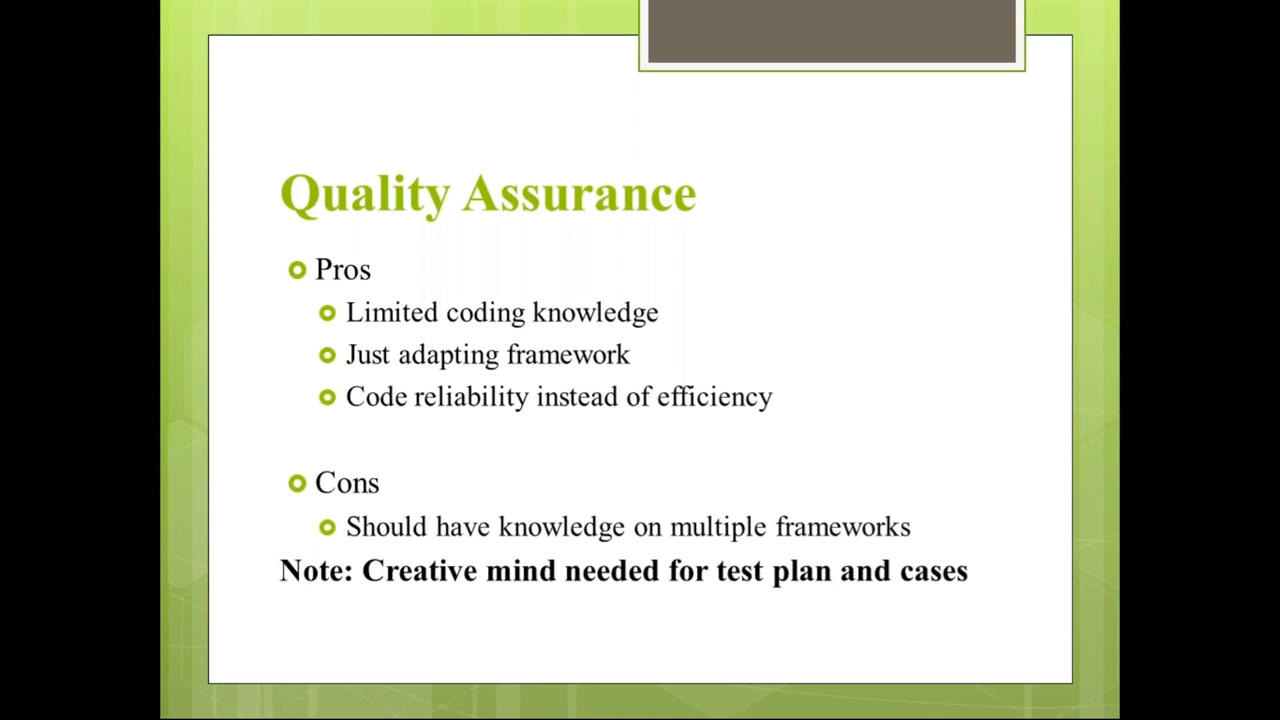 Quality Assurance
Pros
Limited coding knowledge
Just adapting framework
Code reliability instead of efficiency
Cons
Should have knowledge on multiple frameworks
Note: Creative mind needed for test plan and cases